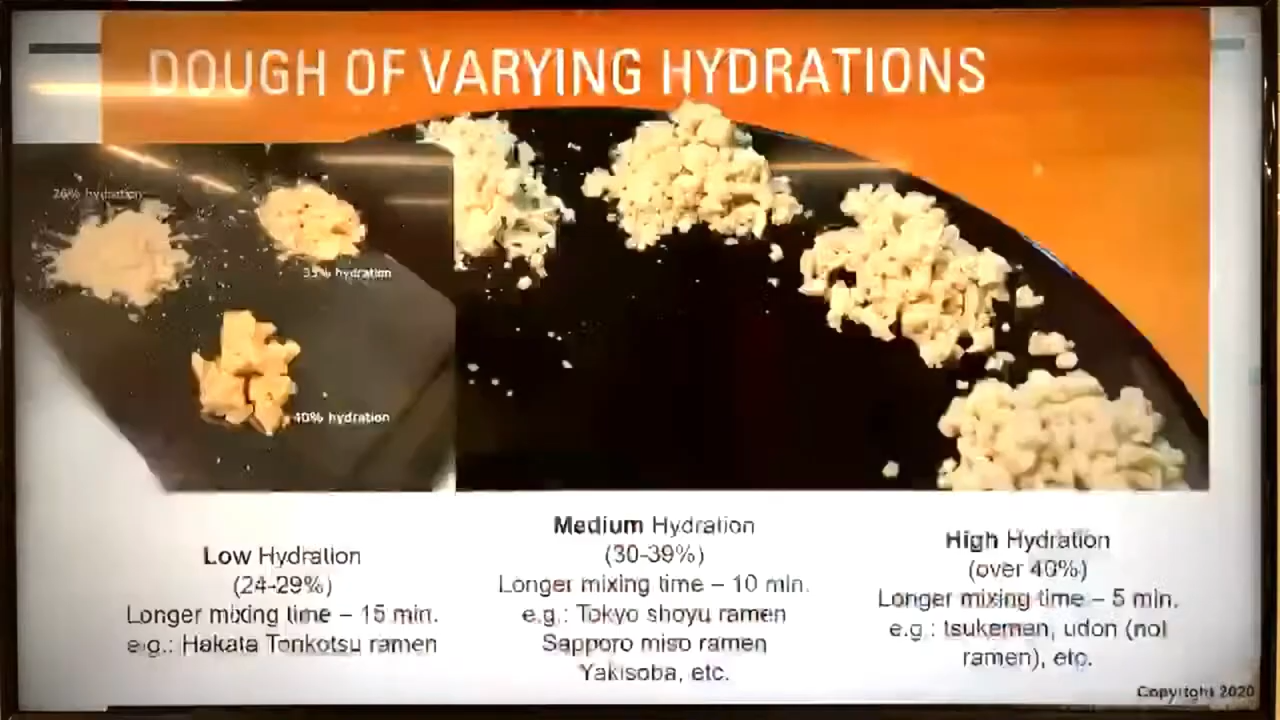 DOUGH OF VARYING HYDRATIONS
26% hydration
33% hydration
40% hydration
Low Hydration
(24-29%)
Longer mixing time – 15 min.
e.g.: Hakata Tonkotsu ramen
Medium Hydration
(30-39%)
Longer mixing time – 10 min.
e.g.: Tokyo shoyu ramen
Sapporo miso ramen
Yakisoba, etc.
High Hydration
(over 40%)
Longer mixing time – 5 min.
e.g.: tsukeman, udon (not
ramen), etc.
Copyright 2020